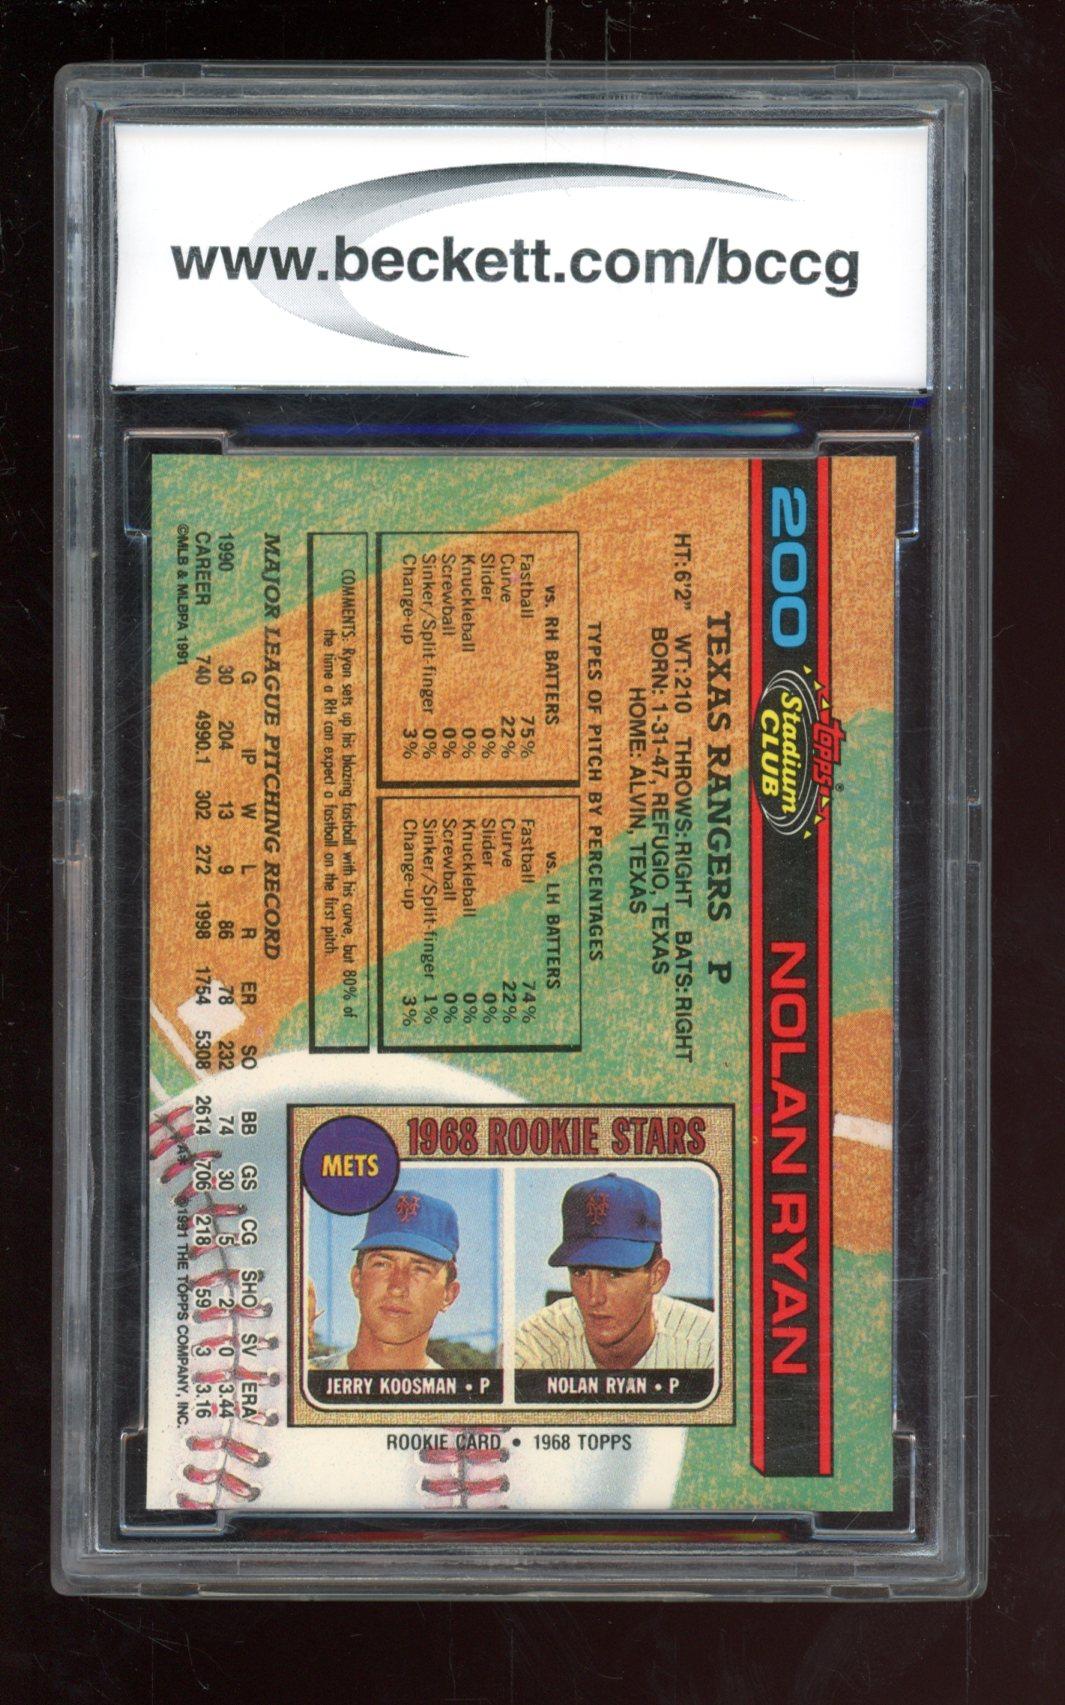 www.beckett.com/bccg
200
topps®
Stadium
CLUB
NOLAN RYAN
TEXAS RANGERS P
HT:6'2" WT:210 THROWS:RIGHT BATS:RIGHT
BORN: 1-31-47, REFUGIO, TEXAS
HOME: ALVIN, TEXAS
TYPES OF PITCH BY PERCENTAGES
vs. RH BATTERS
Fastball 75%
Curve 22%
Slider 0%
Knuckleball 0%
Screwball 0%
Sinker/Split-finger 0%
Change-up 3%
vs. LH BATTERS
Fastball 74%
Curve 22%
Slider 0%
Knuckleball 0%
Screwball 0%
Sinker/Split-finger 1%
Change-up 3%
COMMENTS: Ryan sets up his blazing fastball with his curve, but 80% of
the time a RH can expect a fastball on the first pitch.
MAJOR LEAGUE PITCHING RECORD
G IP W L R ER SO BB GS CG SHO SV ERA
1990 30 204 13 9 86 78 232 74 30 5 2 0 3.44
CAREER 740 4990.1 302 272 1998 1754 5308 2614 706 218 59 3 3.16
©MLB & MLBPA 1991
©1991 THE TOPPS COMPANY, INC.
1968 ROOKIE STARS
METS
JERRY KOOSMAN • P
NOLAN RYAN • P
ROOKIE CARD • 1968 TOPPS